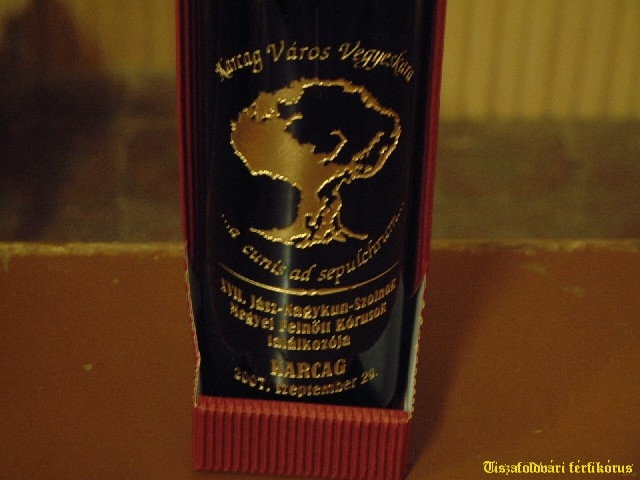 Karcag Város Vegyeskara
...a cunis ad sepulchrum...
XVII. Jász-Nagykun-Szolnok
Megyei Felnőtt Kórusok
találkozója
KARCAG
2007. szeptember 29.
Tiszaföldvári férfikórus